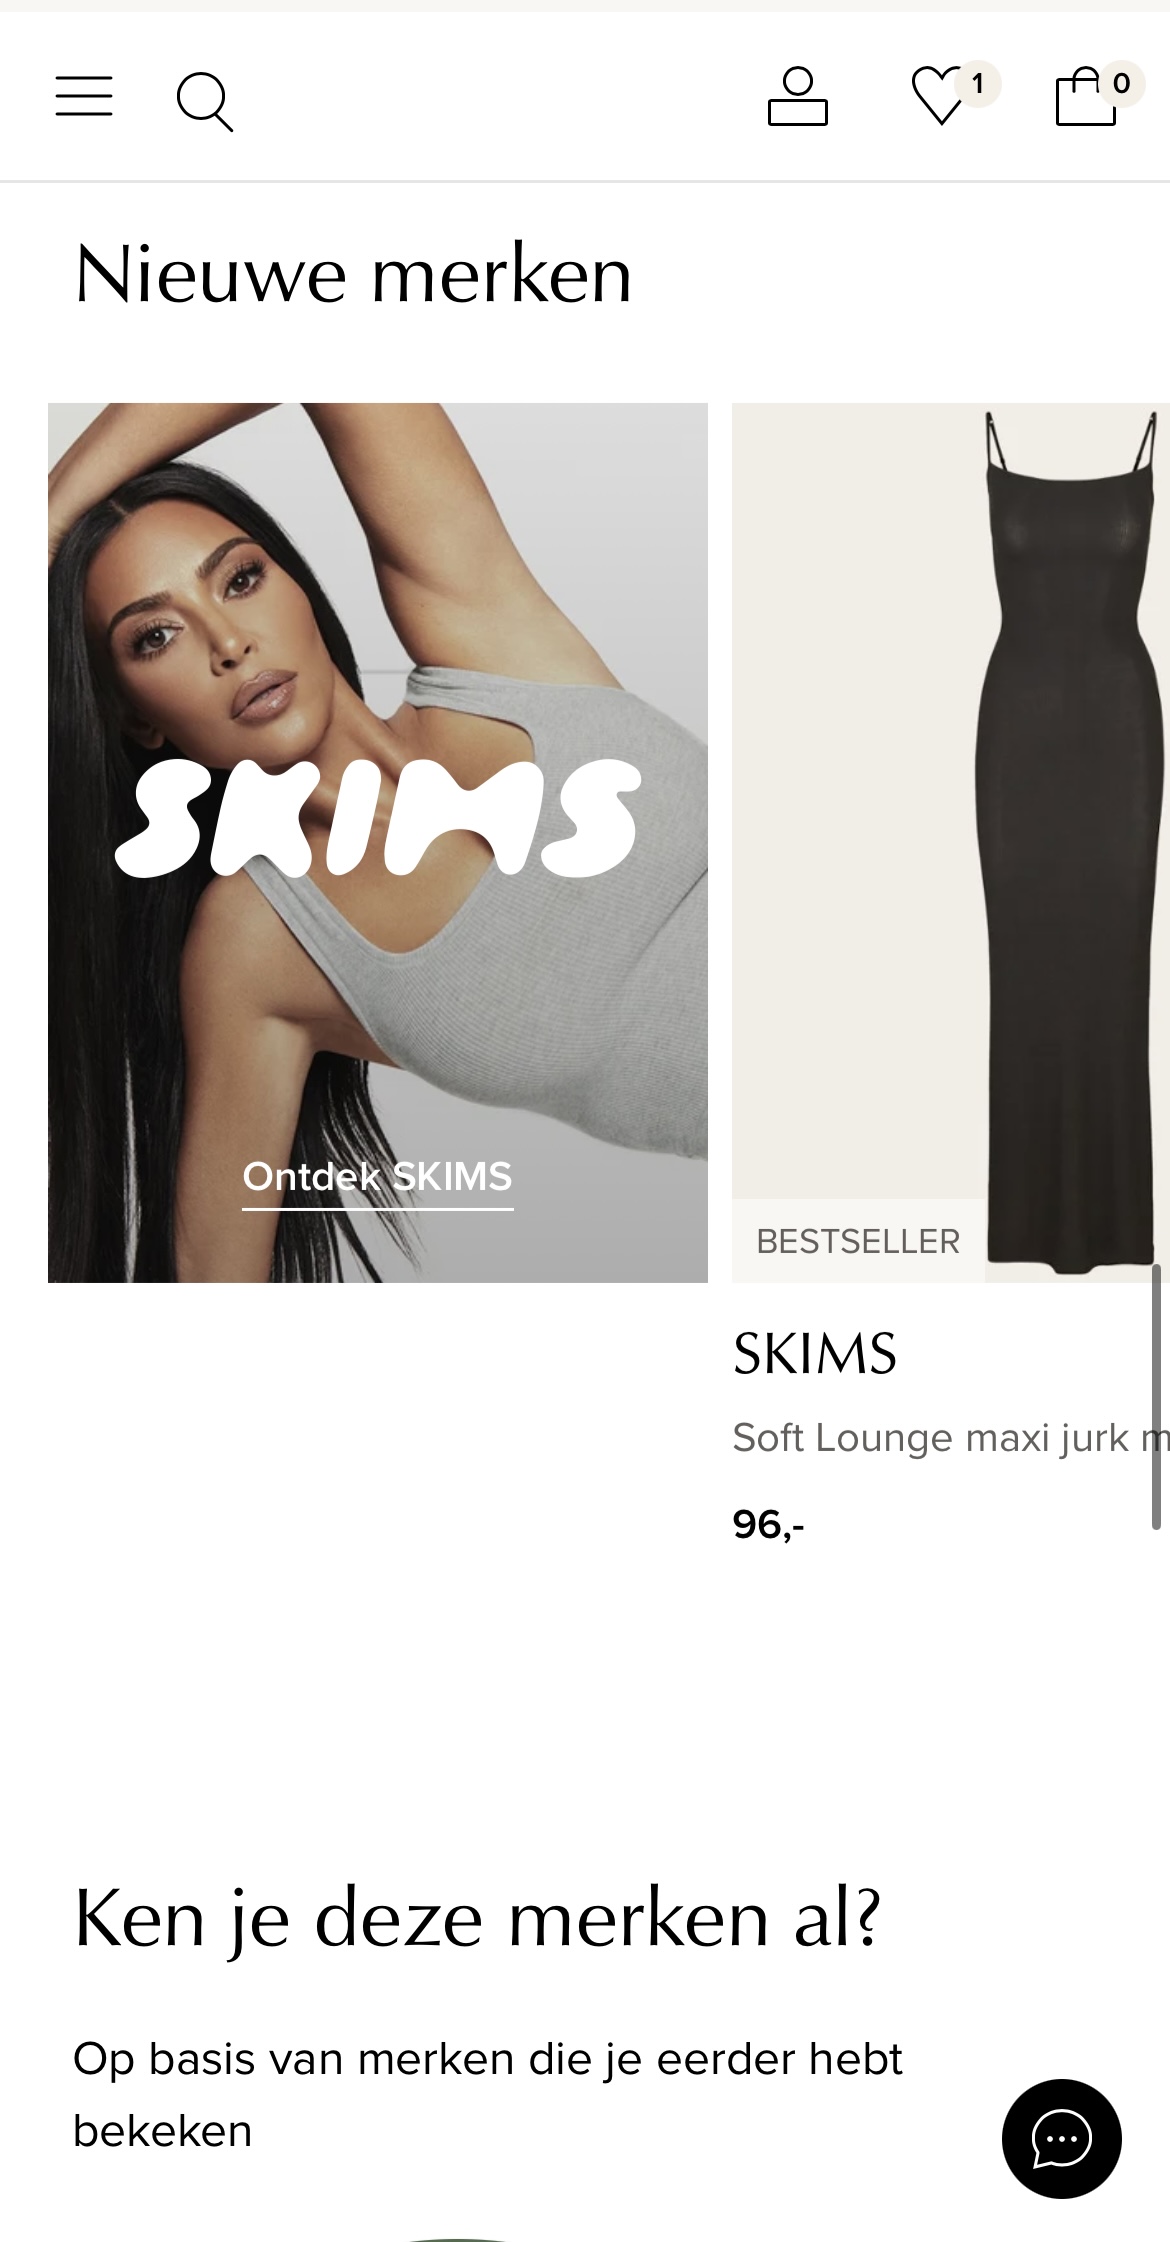 1
0
Nieuwe merken
SKIMS
Ontdek SKIMS
BESTSELLER
SKIMS
Soft Lounge maxi jurk m
96,-
Ken je deze merken al?
Op basis van merken die je eerder hebt
bekeken